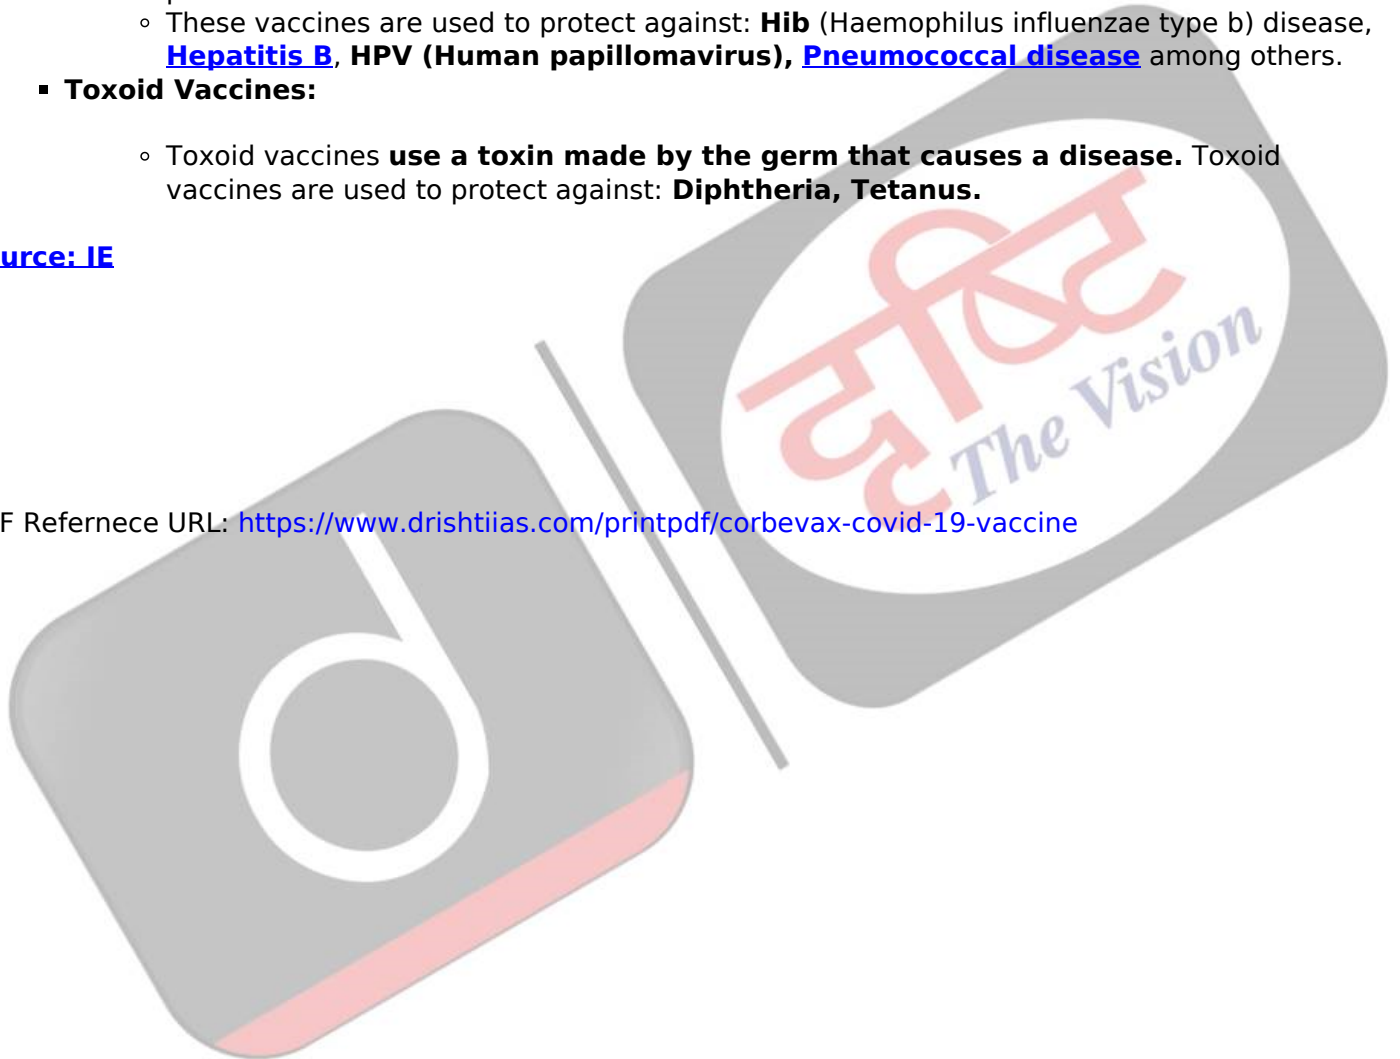 These vaccines are used to protect against: Hib (Haemophilus influenzae type b) disease,
Hepatitis B, HPV (Human papillomavirus), Pneumococcal disease among others.
Toxoid Vaccines:
Toxoid vaccines use a toxin made by the germ that causes a disease. Toxoid
vaccines are used to protect against: Diphtheria, Tetanus.
urce: IE
दृष्टि
The Vision
F Refernece URL: https://www.drishtiias.com/printpdf/corbevax-covid-19-vaccine